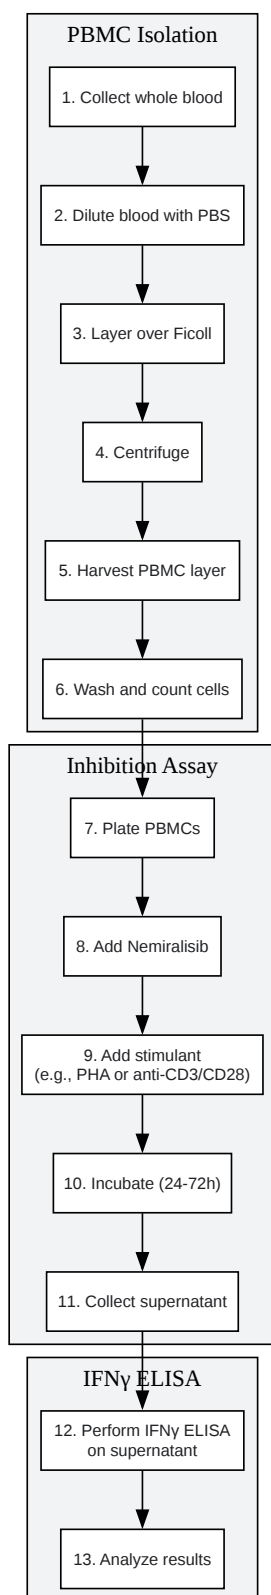 PBMC Isolation
1. Collect whole blood
2. Dilute blood with PBS
3. Layer over Ficoll
4. Centrifuge
5. Harvest PBMC layer
6. Wash and count cells
Inhibition Assay
7. Plate PBMCs
8. Add Nemiralisib
9. Add stimulant
(e.g., PHA or anti-CD3/CD28)
10. Incubate (24-72h)
11. Collect supernatant
IFNγ ELISA
12. Perform IFNγ ELISA
on supernatant
13. Analyze results